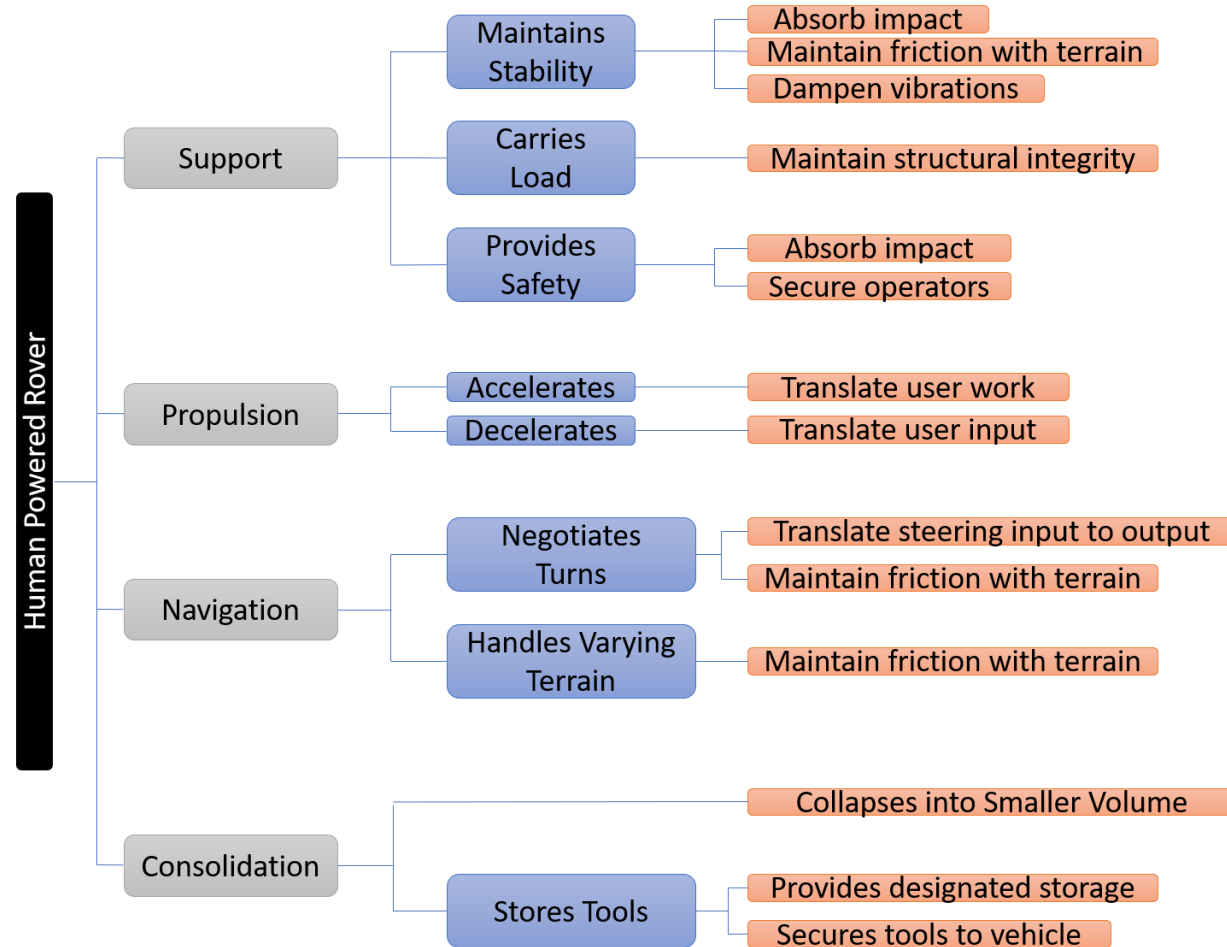 Human Powered Rover
Support
Maintains
Stability
Absorb impact
Maintain friction with terrain
Dampen vibrations
Carries
Load
Maintain structural integrity
Provides
Safety
Absorb impact
Secure operators
Propulsion
Accelerates
Translate user work
Decelerates
Translate user input
Navigation
Negotiates
Turns
Translate steering input to output
Maintain friction with terrain
Handles Varying
Terrain
Maintain friction with terrain
Consolidation
Collapses into Smaller Volume
Stores Tools
Provides designated storage
Secures tools to vehicle